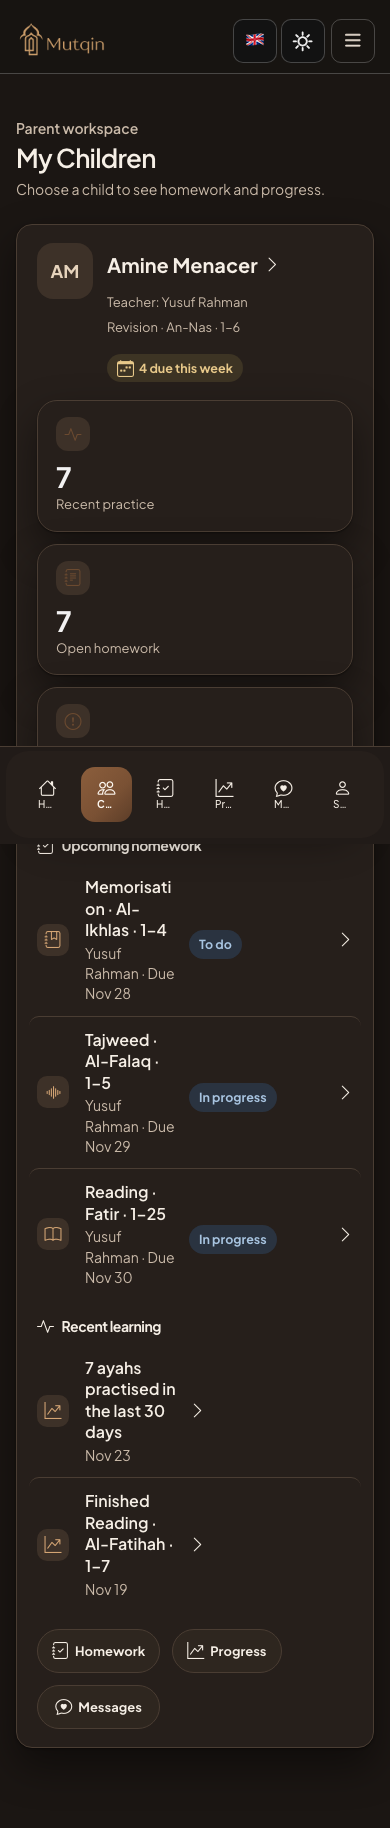 Mutqin
Parent workspace
My Children
Choose a child to see homework and progress.
AM
Amine Menacer
Teacher: Yusuf Rahman
Revision · An-Nas · 1–6
4 due this week
7
Recent practice
7
Open homework
H...
C...
H...
Pr...
M...
S...
Upcoming homework
Memorisati
on · Al-
Ikhlas · 1–4
Yusuf
Rahman · Due
Nov 28
To do
Tajweed ·
Al-Falaq ·
1–5
Yusuf
Rahman · Due
Nov 29
In progress
Reading ·
Fatir · 1–25
Yusuf
Rahman · Due
Nov 30
In progress
Recent learning
7 ayahs
practised in
the last 30
days
Nov 23
Finished
Reading ·
Al-Fatihah ·
1–7
Nov 19
Homework
Progress
Messages